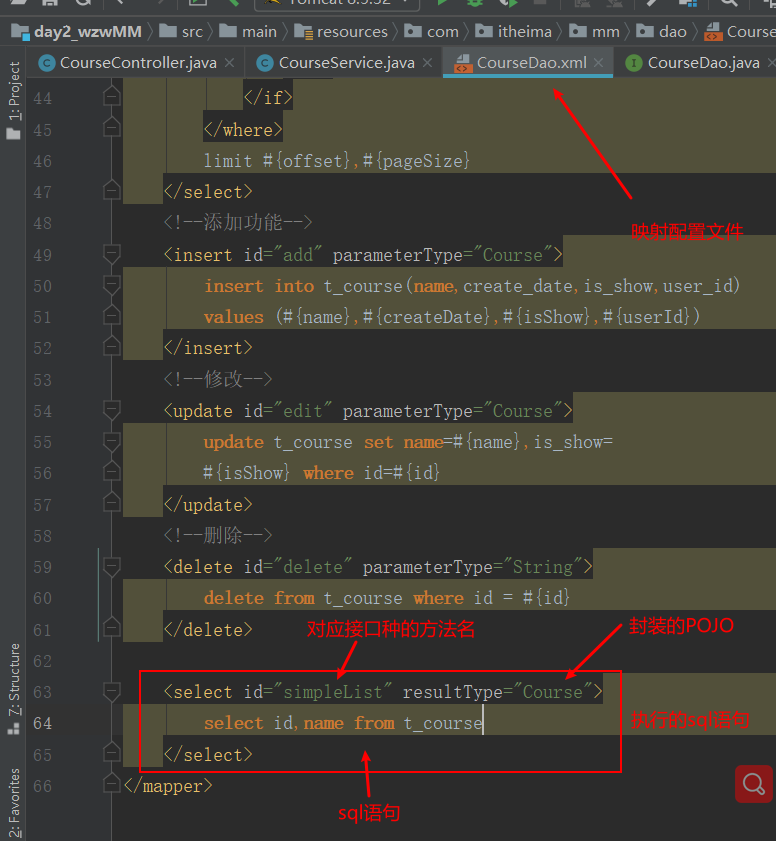 day2_wzwMM src main resources com itheima mm dao Course
CourseController.java CourseService.java CourseDao.xml CourseDao.java
1: Project
7: Structure
2: Favorites
44 </if>
45 </where>
46 limit #{offset},#{pageSize}
47 </select>
48 <!--添加功能-->
映射配置文件
49 <insert id="add" parameterType="Course">
50 insert into t_course(name,create_date,is_show,user_id)
51 values (#{name},#{createDate},#{isShow},#{userId})
52 </insert>
53 <!--修改-->
54 <update id="edit" parameterType="Course">
55 update t_course set name=#{name},is_show=
56 #{isShow} where id=#{id}
57 </update>
58 <!--删除-->
59 <delete id="delete" parameterType="String">
60 delete from t_course where id = #{id}
61 </delete>
对应接口种的方法名
封装的POJO
62
63 <select id="simpleList" resultType="Course">
64 select id,name from t_course
执行的sql语句
65 </select>
66 </mapper>
sql语句